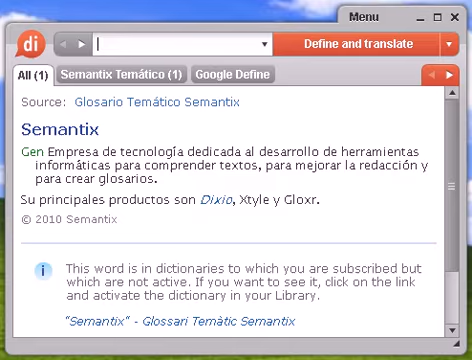 Menu
di
Define and translate
All (1) Semantix Temático (1) Google Define
Source: Glosario Temático Semantix
Semantix
Gen Empresa de tecnología dedicada al desarrollo de herramientas
informáticas para comprender textos, para mejorar la redacción y
para crear glosarios.
Su principales productos son Dixio, Xtyle y Gloxr.
© 2010 Semantix
i
This word is in dictionaries to which you are subscribed but
which are not active. If you want to see it, click on the link
and activate the dictionary in your Library.
"Semantix" - Glossari Temàtic Semantix